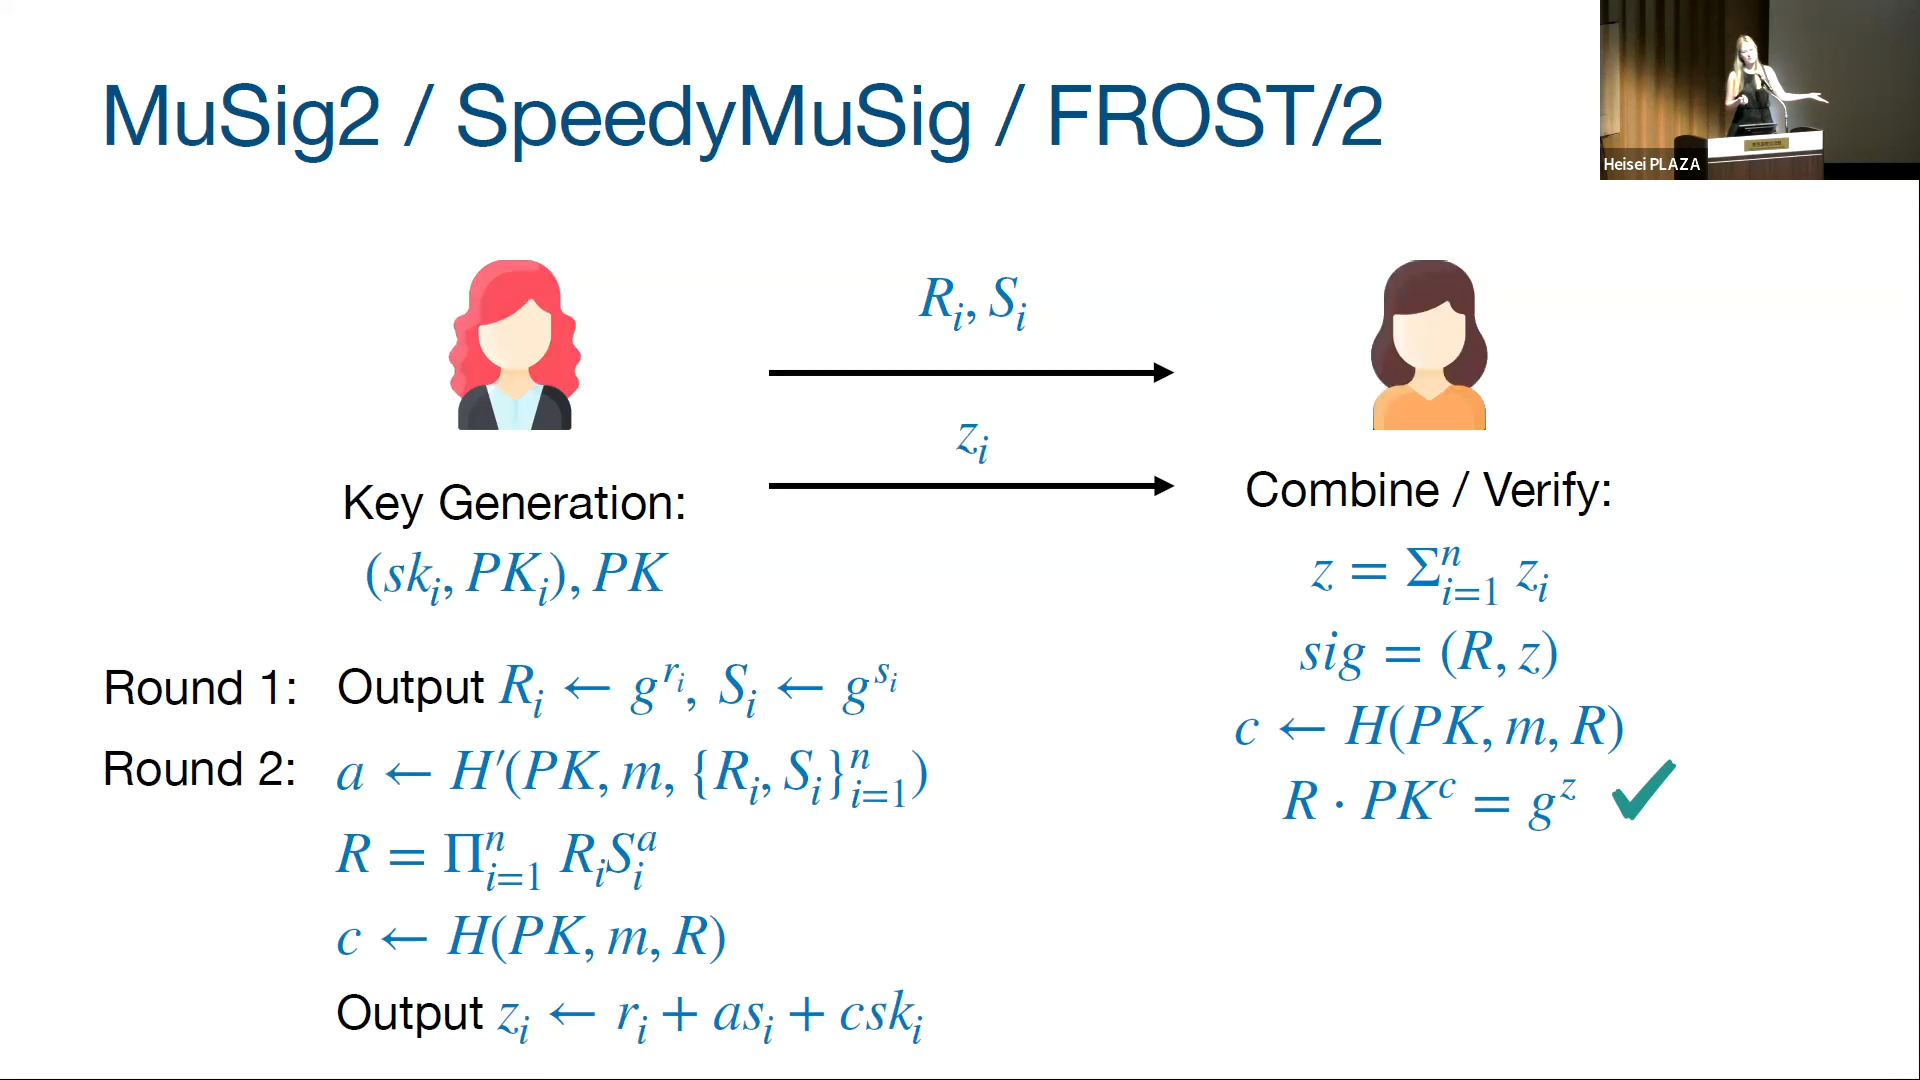 MuSig2 / SpeedyMuSig / FROST/2
Heisei PLAZA
R_i, S_i
z_i
Key Generation:
(sk_i, PK_i), PK
Round 1: Output R_i ← g^{r_i}, S_i ← g^{s_i}
Round 2: a ← H′(PK, m, {R_i, S_i}_{i=1}^n)
R = Π_{i=1}^n R_i S_i^a
c ← H(PK, m, R)
Output z_i ← r_i + as_i + csk_i
Combine / Verify:
z = Σ_{i=1}^n z_i
sig = (R, z)
c ← H(PK, m, R)
R · PK^c = g^z ✓